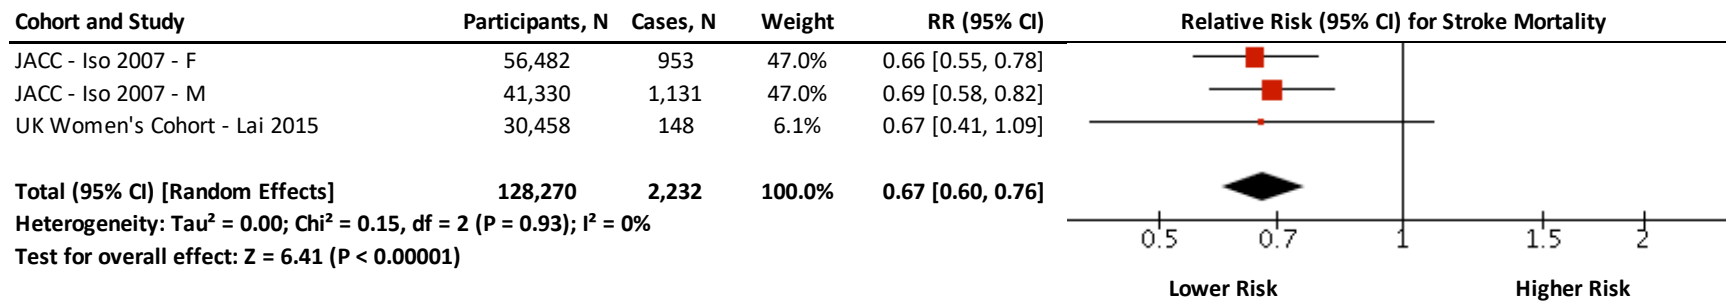 Cohort and Study Participants, N Cases, N Weight RR (95% CI) Relative Risk (95% CI) for Stroke Mortality
JACC - Iso 2007 - F 56,482 953 47.0% 0.66 [0.55, 0.78]
JACC - Iso 2007 - M 41,330 1,131 47.0% 0.69 [0.58, 0.82]
UK Women's Cohort - Lai 2015 30,458 148 6.1% 0.67 [0.41, 1.09]
Total (95% CI) [Random Effects] 128,270 2,232 100.0% 0.67 [0.60, 0.76]
Heterogeneity: Tau² = 0.00; Chi² = 0.15, df = 2 (P = 0.93); I² = 0%
0.5 0.7 1 1.5 2
Test for overall effect: Z = 6.41 (P < 0.00001)
Lower Risk Higher Risk